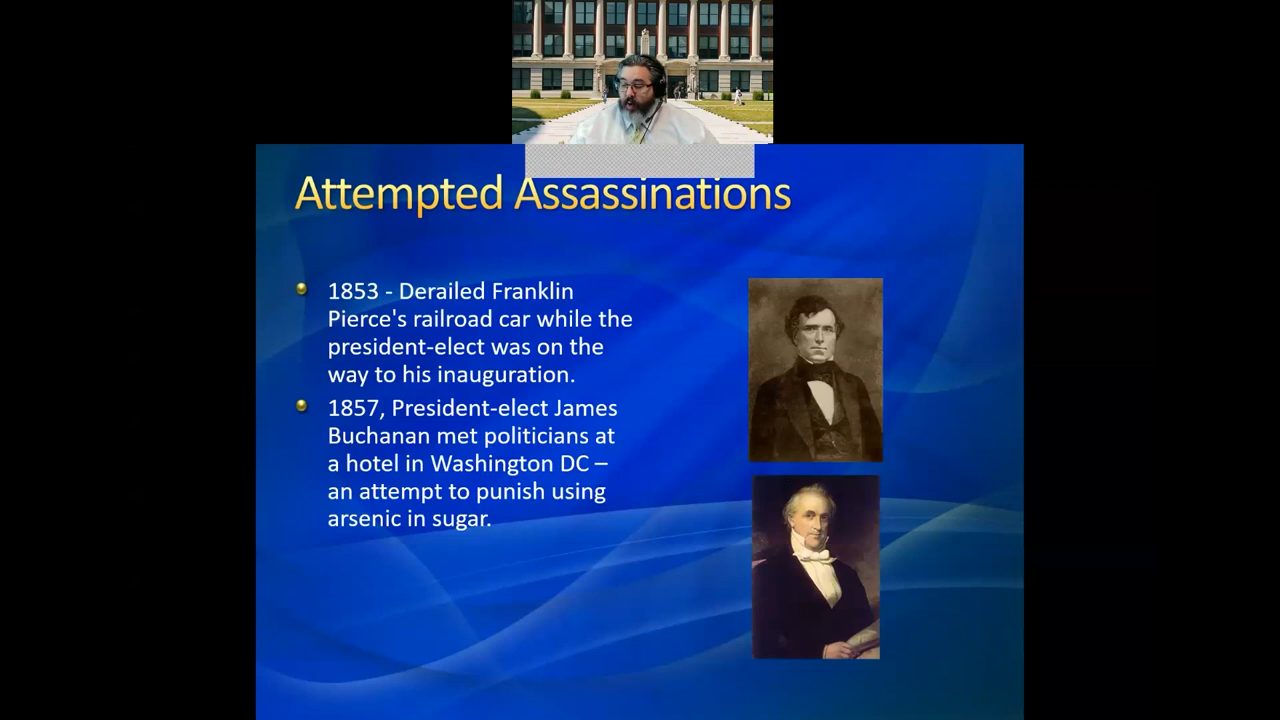 Attempted Assassinations
1853 - Derailed Franklin
Pierce's railroad car while the
president-elect was on the
way to his inauguration.
1857, President-elect James
Buchanan met politicians at
a hotel in Washington DC –
an attempt to punish using
arsenic in sugar.